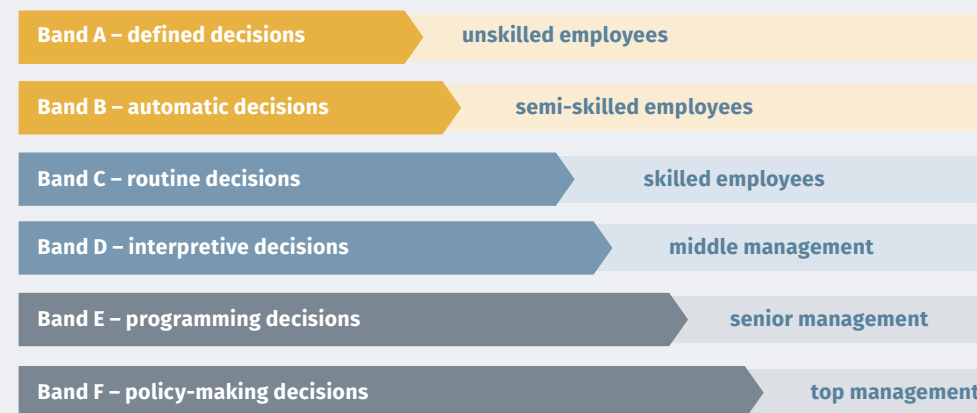 Band A – defined decisions unskilled employees
Band B – automatic decisions semi-skilled employees
Band C – routine decisions skilled employees
Band D – interpretive decisions middle management
Band E – programming decisions senior management
Band F – policy-making decisions top management